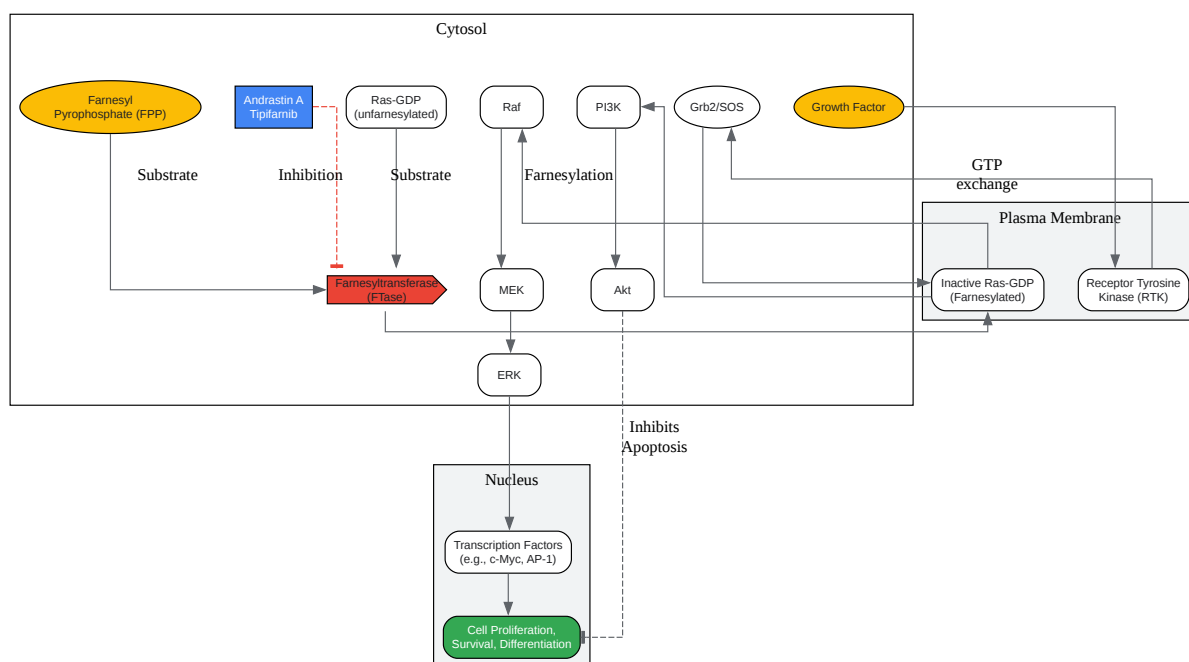 Cytosol
Farnesyl
Pyrophosphate (FPP)
Andrastin A
Tipifarnib
Ras-GDP
(unfarnesylated)
Raf
PI3K
Grb2/SOS
Growth Factor
Substrate
Inhibition
Substrate
Farnesylation
GTP
exchange
Plasma Membrane
Farnesyltransferase
(FTase)
MEK
Akt
Inactive Ras-GDP
(Farnesylated)
Receptor Tyrosine
Kinase (RTK)
ERK
Inhibits
Apoptosis
Nucleus
Transcription Factors
(e.g., c-Myc, AP-1)
Cell Proliferation,
Survival, Differentiation